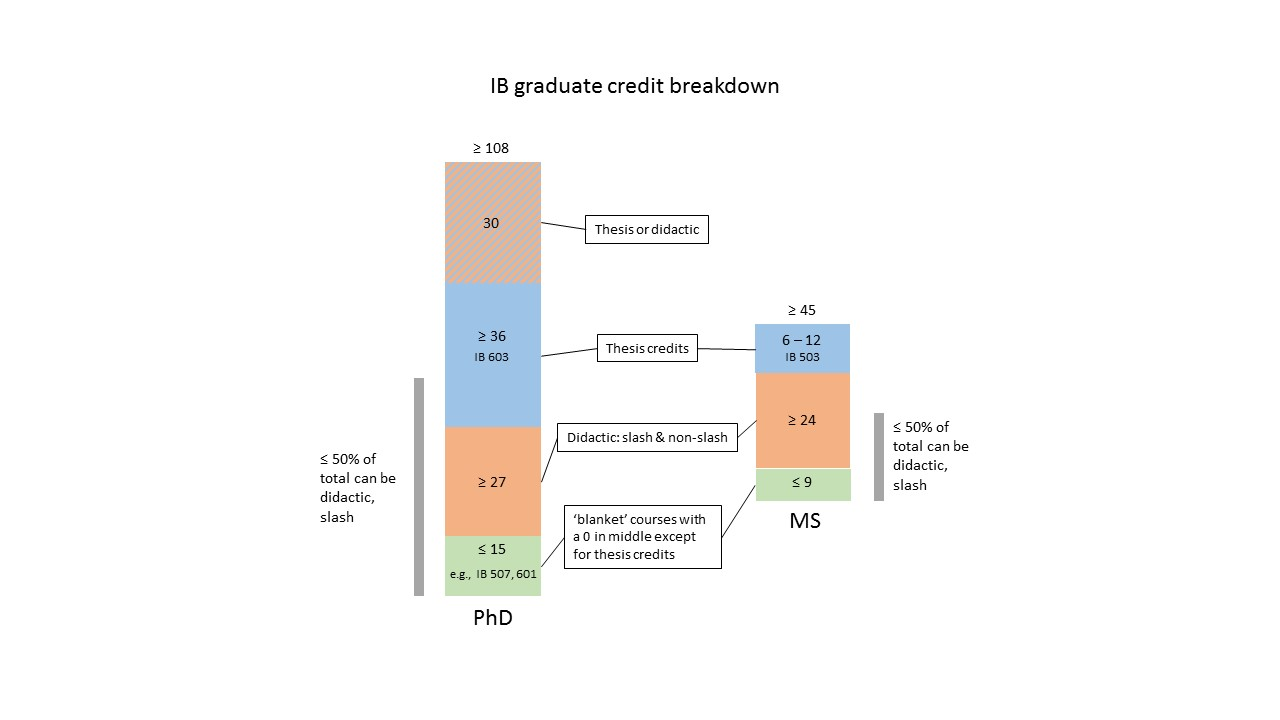 IB graduate credit breakdown
≥ 108
30
Thesis or didactic
≥ 36
IB 603
Thesis credits
≥ 45
6 – 12
IB 503
≥ 24
Didactic: slash & non-slash
≥ 27
≤ 50% of
total can be
didactic,
slash
≤ 50% of
total can be
didactic,
slash
≤ 9
MS
'blanket' courses with
a 0 in middle except
for thesis credits
≤ 15
e.g., IB 507, 601
PhD